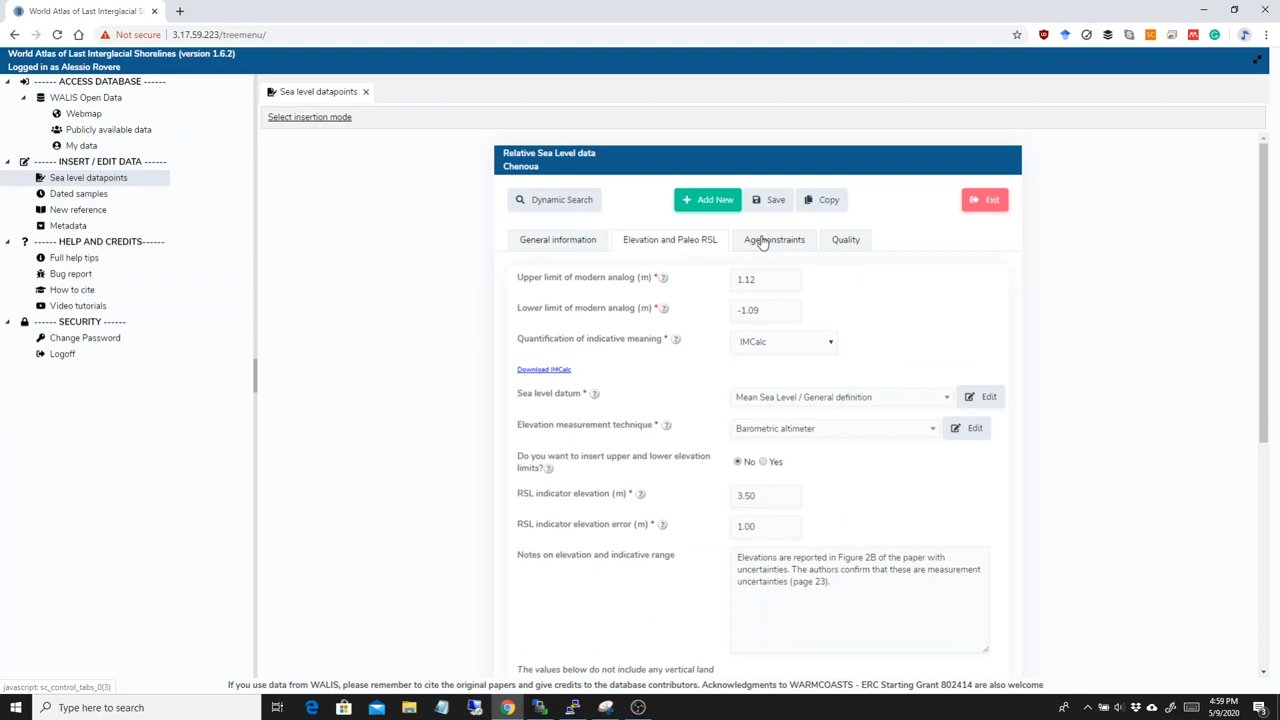 World Atlas of Last Interglacial Shor
Not secure 3.17.59.223/treemenu/
World Atlas of Last Interglacial Shorelines (version 1.6.2)
Logged in as Alessio Rovere
------ ACCESS DATABASE ------
WALIS Open Data
Webmap
Publicly available data
My data
------ INSERT / EDIT DATA ------
Sea level datapoints
Dated samples
New reference
Metadata
------ HELP AND CREDITS------
Full help tips
Bug report
How to cite
Video tutorials
------ SECURITY ------
Change Password
Logoff
Sea level datapoints
Select insertion mode
Relative Sea Level data
Chenoua
Dynamic Search
Add New
Save
Copy
Exit
General information
Elevation and Paleo RSL
Age constraints
Quality
Upper limit of modern analog (m) * 1.12
Lower limit of modern analog (m) * -1.09
Quantification of indicative meaning * IMCalc
Download IMCalc
Sea level datum * Mean Sea Level / General definition Edit
Elevation measurement technique * Barometric altimeter Edit
Do you want to insert upper and lower elevation
limits? No Yes
RSL indicator elevation (m) * 3.50
RSL indicator elevation error (m) * 1.00
Notes on elevation and indicative range
Elevations are reported in Figure 2B of the paper with
uncertainties. The authors confirm that these are measurement
uncertainties (page 23).
The values below do not include any vertical land
javascript: sc_control_tabs_0(3)
If you use data from WALIS, please remember to cite the original papers and give credits to the database contributors. Acknowledgments to WARMCOASTS - ERC Starting Grant 802414 are also welcome
Type here to search
4:59 PM
5/9/2020